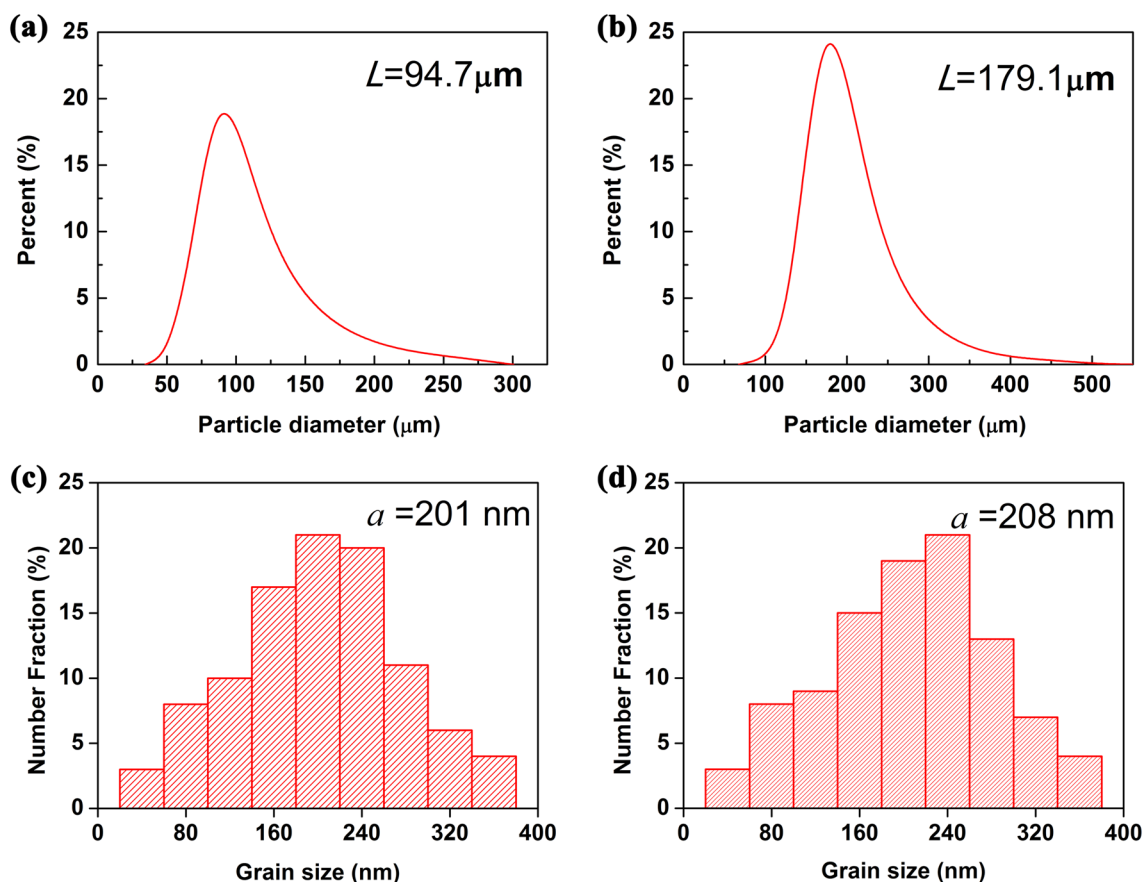 (a)
L=94.7μm
Percent (%)
25
20
15
10
5
0
0 50 100 150 200 250 300
Particle diameter (μm)
(b)
L=179.1μm
Percent (%)
25
20
15
10
5
0
0 100 200 300 400 500
Particle diameter (μm)
(c)
a =201 nm
Number Fraction (%)
25
20
15
10
5
0
0 80 160 240 320 400
Grain size (nm)
(d)
a =208 nm
Number Fraction (%)
25
20
15
10
5
0
0 80 160 240 320 400
Grain size (nm)